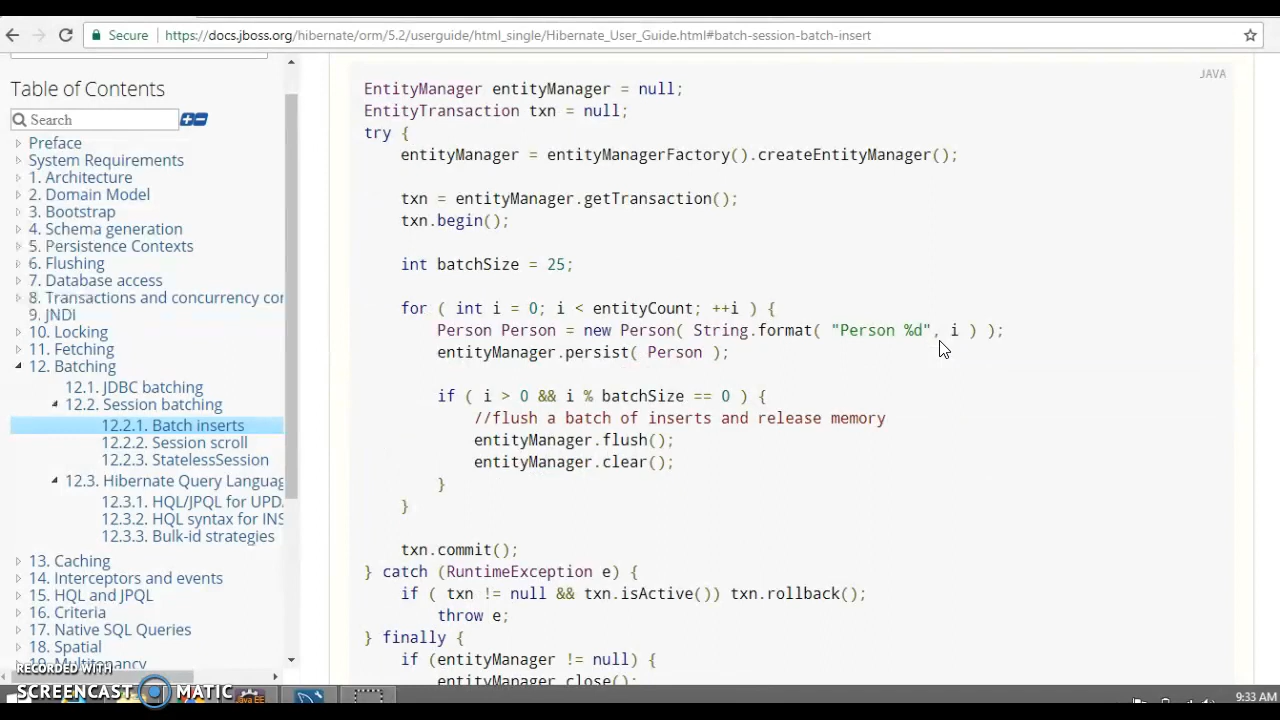 Secure https://docs.jboss.org/hibernate/orm/5.2/userguide/html_single/Hibernate_User_Guide.html#batch-session-batch-insert
Table of Contents
Search
Preface
System Requirements
1. Architecture
2. Domain Model
3. Bootstrap
4. Schema generation
5. Persistence Contexts
6. Flushing
7. Database access
8. Transactions and concurrency con
9. JNDI
10. Locking
11. Fetching
12. Batching
12.1. JDBC batching
12.2. Session batching
12.2.1. Batch inserts
12.2.2. Session scroll
12.2.3. StatelessSession
12.3. Hibernate Query Languag
12.3.1. HQL/JPQL for UPD
12.3.2. HQL syntax for INS
12.3.3. Bulk-id strategies
13. Caching
14. Interceptors and events
15. HQL and JPQL
16. Criteria
17. Native SQL Queries
18. Spatial
19. Multitenancy
JAVA
EntityManager entityManager = null;
EntityTransaction txn = null;
try {
entityManager = entityManagerFactory().createEntityManager();
txn = entityManager.getTransaction();
txn.begin();
int batchSize = 25;
for ( int i = 0; i < entityCount; ++i ) {
Person Person = new Person( String.format( "Person %d", i ) );
entityManager.persist( Person );
if ( i > 0 && i % batchSize == 0 ) {
//flush a batch of inserts and release memory
entityManager.flush();
entityManager.clear();
}
}
txn.commit();
} catch (RuntimeException e) {
if ( txn != null && txn.isActive()) txn.rollback();
throw e;
} finally {
if (entityManager != null) {
entityManager.close();
RECORDED WITH
SCREENCAST MATIC
Java EE
9:33 AM